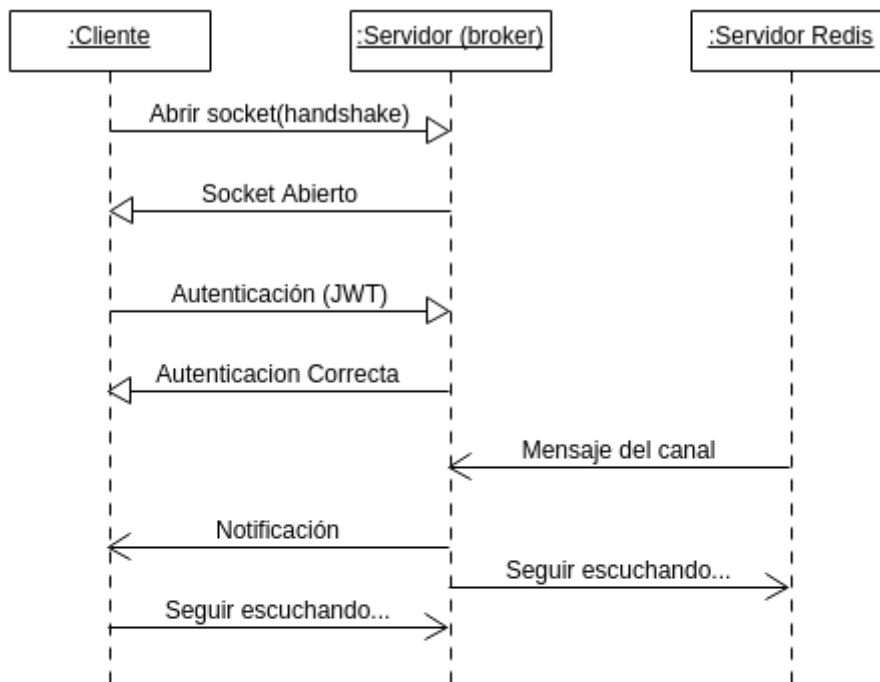 :Cliente
:Servidor (broker)
:Servidor Redis
Abrir socket(handshake)
Socket Abierto
Autenticación (JWT)
Autenticacion Correcta
Mensaje del canal
Notificación
Seguir escuchando...
Seguir escuchando...